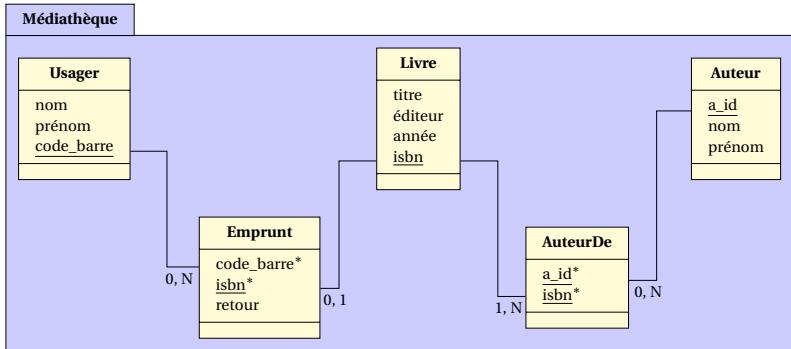 Médiathèque
Usager
nom
prénom
code_barre
Livre
titre
éditeur
année
isbn
Auteur
a_id
nom
prénom
Emprunt
code_barre*
isbn*
retour
AuteurDe
a_id*
isbn*
0, N
0, 1
1, N
0, N